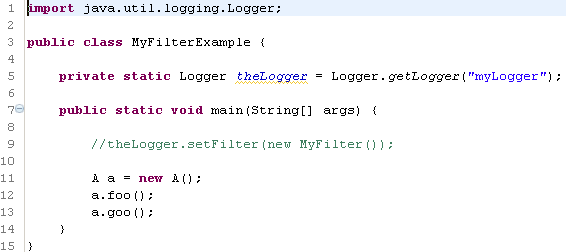 1 import java.util.logging.Logger;
2
3 public class MyFilterExample {
4
5     private static Logger theLogger = Logger.getLogger("myLogger");
6
7     public static void main(String[] args) {
8
9         //theLogger.setFilter(new MyFilter());
10
11         A a = new A();
12         a.foo();
13         a.goo();
14     }
15 }